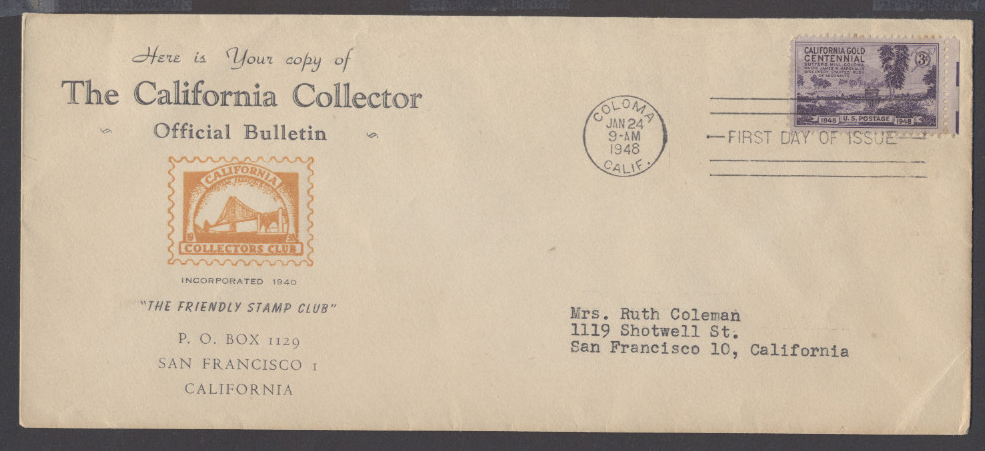 Here is Your copy of
The California Collector
Official Bulletin
CALIFORNIA
COLLECTORS CLUB
INCORPORATED 1940
"THE FRIENDLY STAMP CLUB"
P. O. BOX 1129
SAN FRANCISCO 1
CALIFORNIA
COLOMA
JAN 24
9-AM
1948
CALIF.
FIRST DAY OF ISSUE
CALIFORNIA GOLD
CENTENNIAL
3¢
1848 U.S. POSTAGE 1948
Mrs. Ruth Coleman
1119 Shotwell St.
San Francisco 10, California